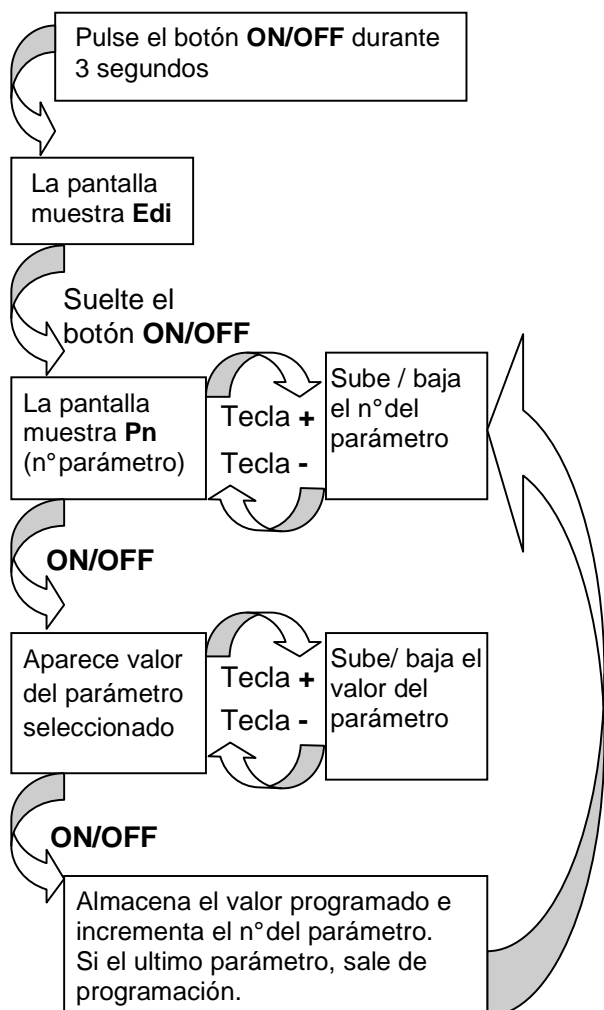 Pulse el botón ON/OFF durante
3 segundos
La pantalla
muestra Edi
Suelte el
botón ON/OFF
La pantalla
muestra Pn
(n°parámetro)
Tecla +
Tecla -
Sube / baja
el n°del
parámetro
ON/OFF
Aparece valor
del parámetro
seleccionado
Tecla +
Tecla -
Sube/ baja el
valor del
parámetro
ON/OFF
Almacena el valor programado e
incrementa el n°del parámetro.
Si el ultimo parámetro, sale de
programación.